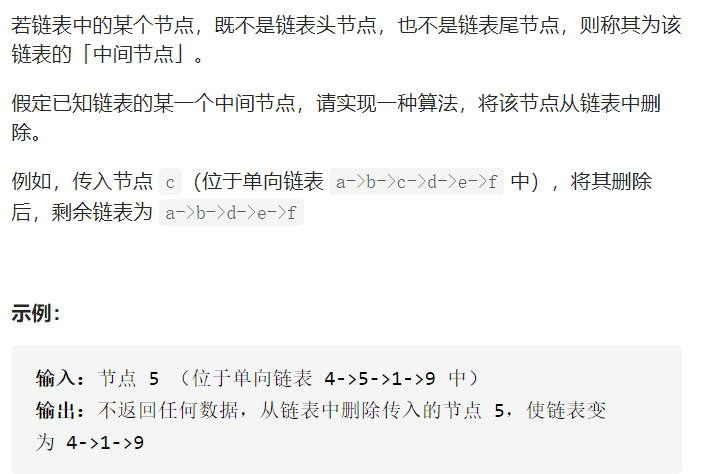 若链表中的某个节点，既不是链表头节点，也不是链表尾节点，则称其为该
链表的「中间节点」。
假定已知链表的某一个中间节点，请实现一种算法，将该节点从链表中删
除。
例如，传入节点 c（位于单向链表 a->b->c->d->e->f 中），将其删除
后，剩余链表为 a->b->d->e->f
示例：
输入：节点 5 （位于单向链表 4->5->1->9 中）
输出：不返回任何数据，从链表中删除传入的节点 5，使链表变
为 4->1->9